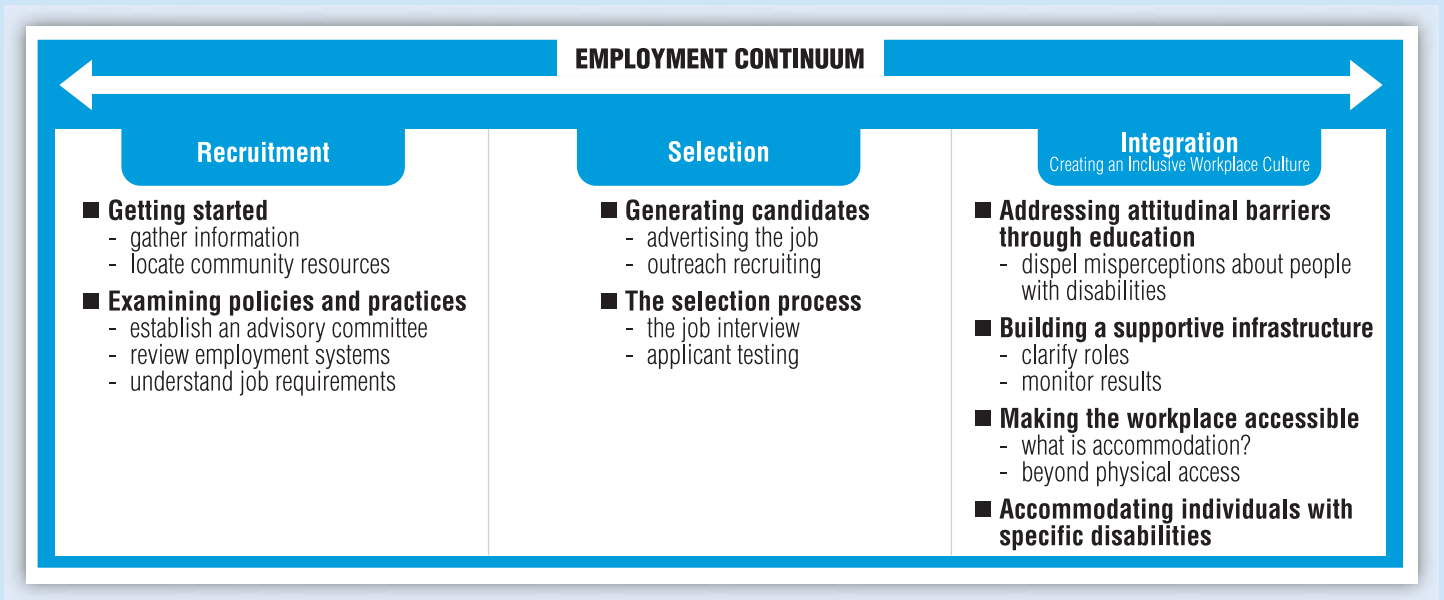 EMPLOYMENT CONTINUUM
Recruitment
■ Getting started
- gather information
- locate community resources
■ Examining policies and practices
- establish an advisory committee
- review employment systems
- understand job requirements
Selection
■ Generating candidates
- advertising the job
- outreach recruiting
■ The selection process
- the job interview
- applicant testing
Integration
Creating an Inclusive Workplace Culture
■ Addressing attitudinal barriers
through education
- dispel misperceptions about people
with disabilities
■ Building a supportive infrastructure
- clarify roles
- monitor results
■ Making the workplace accessible
- what is accommodation?
- beyond physical access
■ Accommodating individuals with
specific disabilities